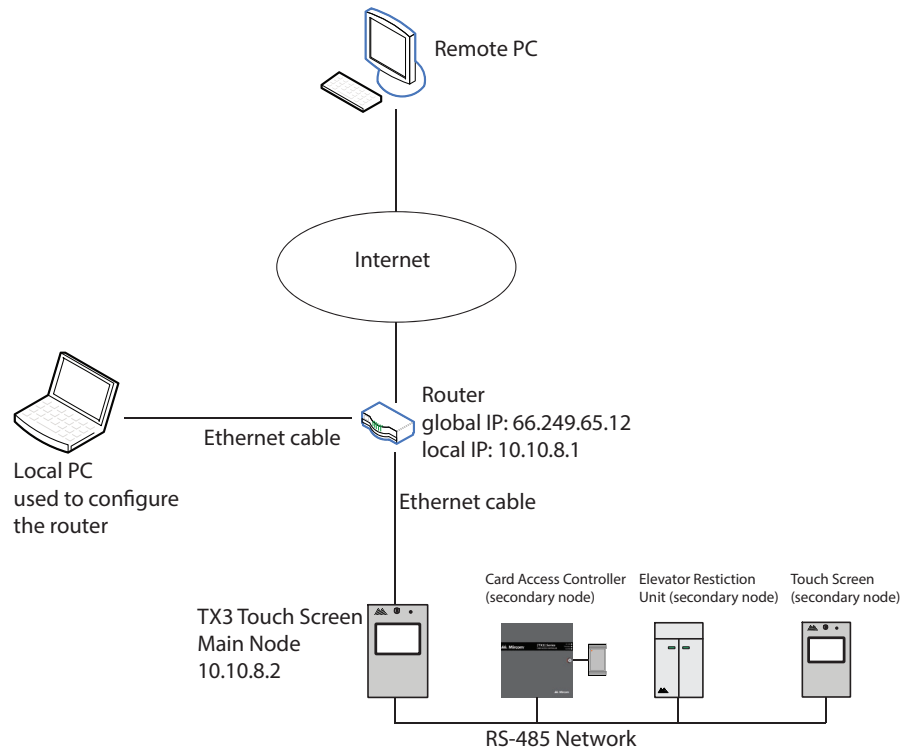 Remote PC
Internet
Router
global IP: 66.249.65.12
local IP: 10.10.8.1
Ethernet cable
Local PC
used to configure
the router
Ethernet cable
TX3 Touch Screen
Main Node
10.10.8.2
Card Access Controller
(secondary node)
Elevator Restiction
Unit (secondary node)
Touch Screen
(secondary node)
Mircom
RS-485 Network